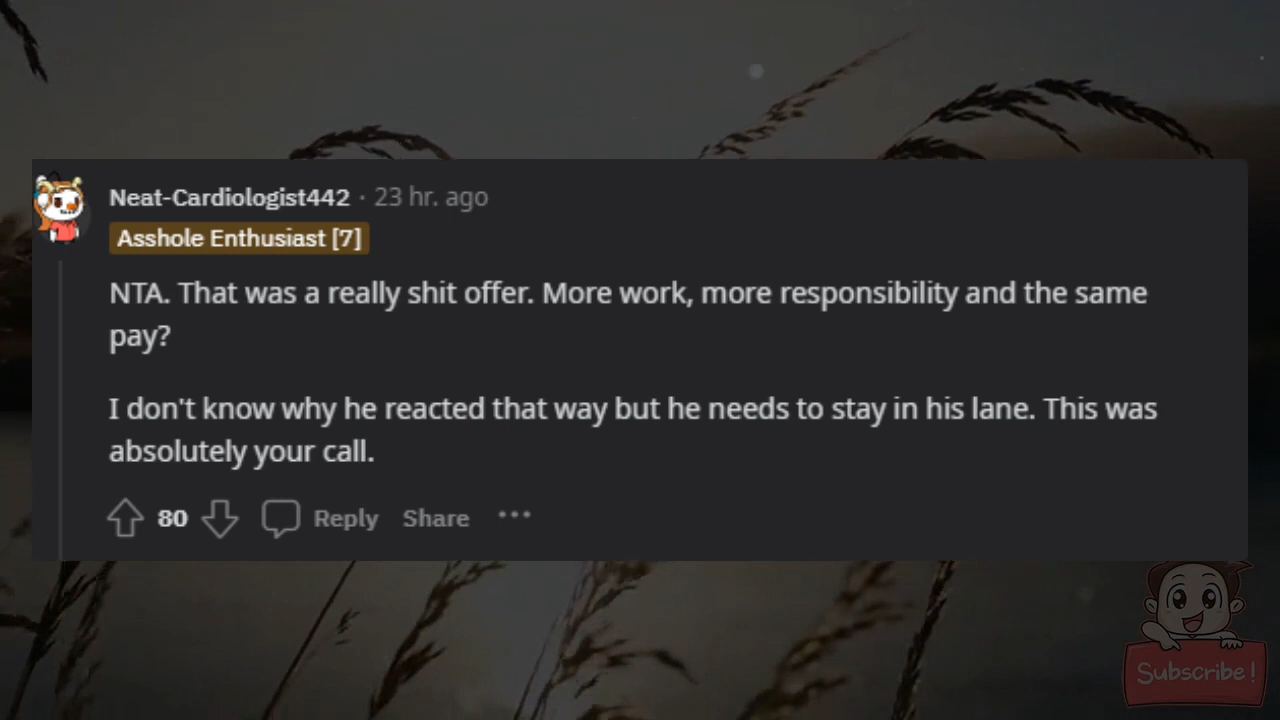 Neat-Cardiologist442 · 23 hr. ago
Asshole Enthusiast [7]
NTA. That was a really shit offer. More work, more responsibility and the same
pay?
I don't know why he reacted that way but he needs to stay in his lane. This was
absolutely your call.
80 Reply Share ···
Subscribe!